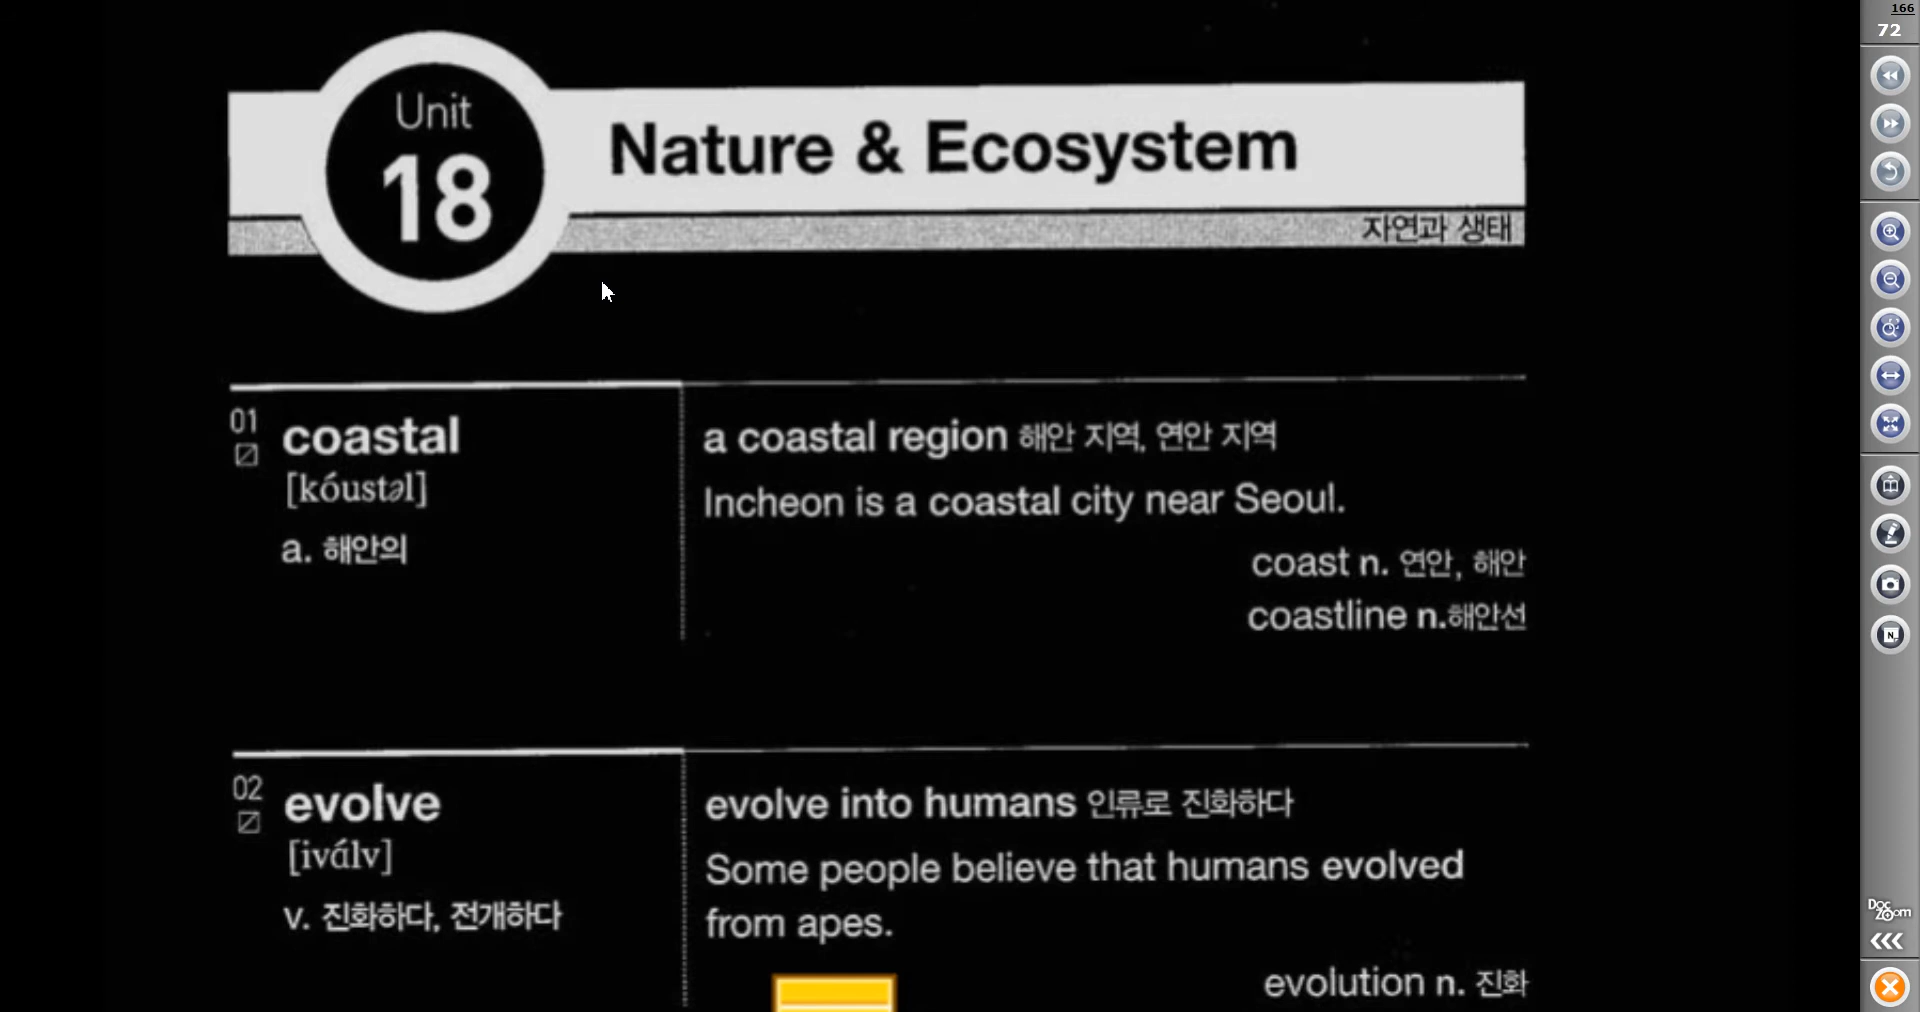 166
72
Unit
18
Nature & Ecosystem
자연과 생태
01
coastal
[kóustəl]
a. 해안의
a coastal region 해안 지역, 연안 지역
Incheon is a coastal city near Seoul.
coast n. 연안, 해안
coastline n.해안선
02
evolve
[ivάlv]
v. 진화하다, 전개하다
evolve into humans 인류로 진화하다
Some people believe that humans evolved
from apes.
evolution n. 진화
N
Doc
Zoom